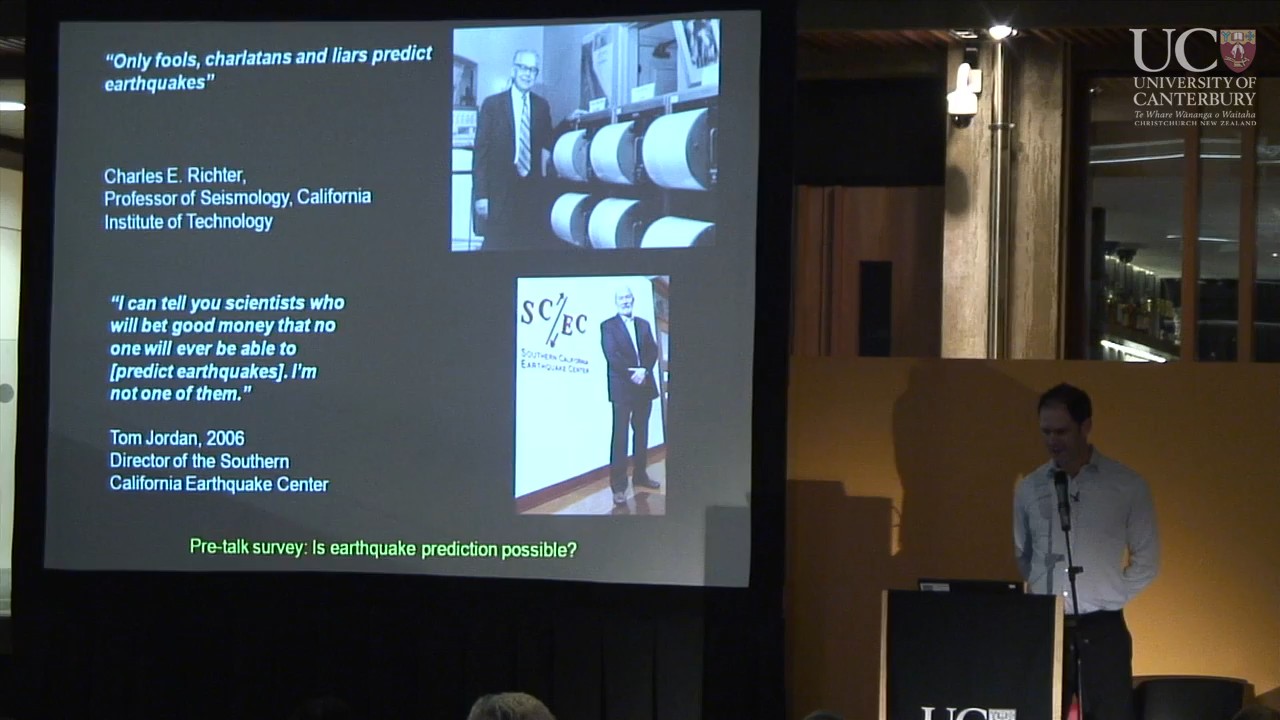 “Only fools, charlatans and liars predict
earthquakes”
Charles E. Richter,
Professor of Seismology, California
Institute of Technology
“I can tell you scientists who
will bet good money that no
one will ever be able to
[predict earthquakes]. I’m
not one of them.”
Tom Jordan, 2006
Director of the Southern
California Earthquake Center
SC/EC
SOUTHERN CALIFORNIA
EARTHQUAKE CENTER
Pre-talk survey: Is earthquake prediction possible?
UC
UNIVERSITY OF
CANTERBURY
Te Whare Wānanga o Waitaha
CHRISTCHURCH NEW ZEALAND
UC